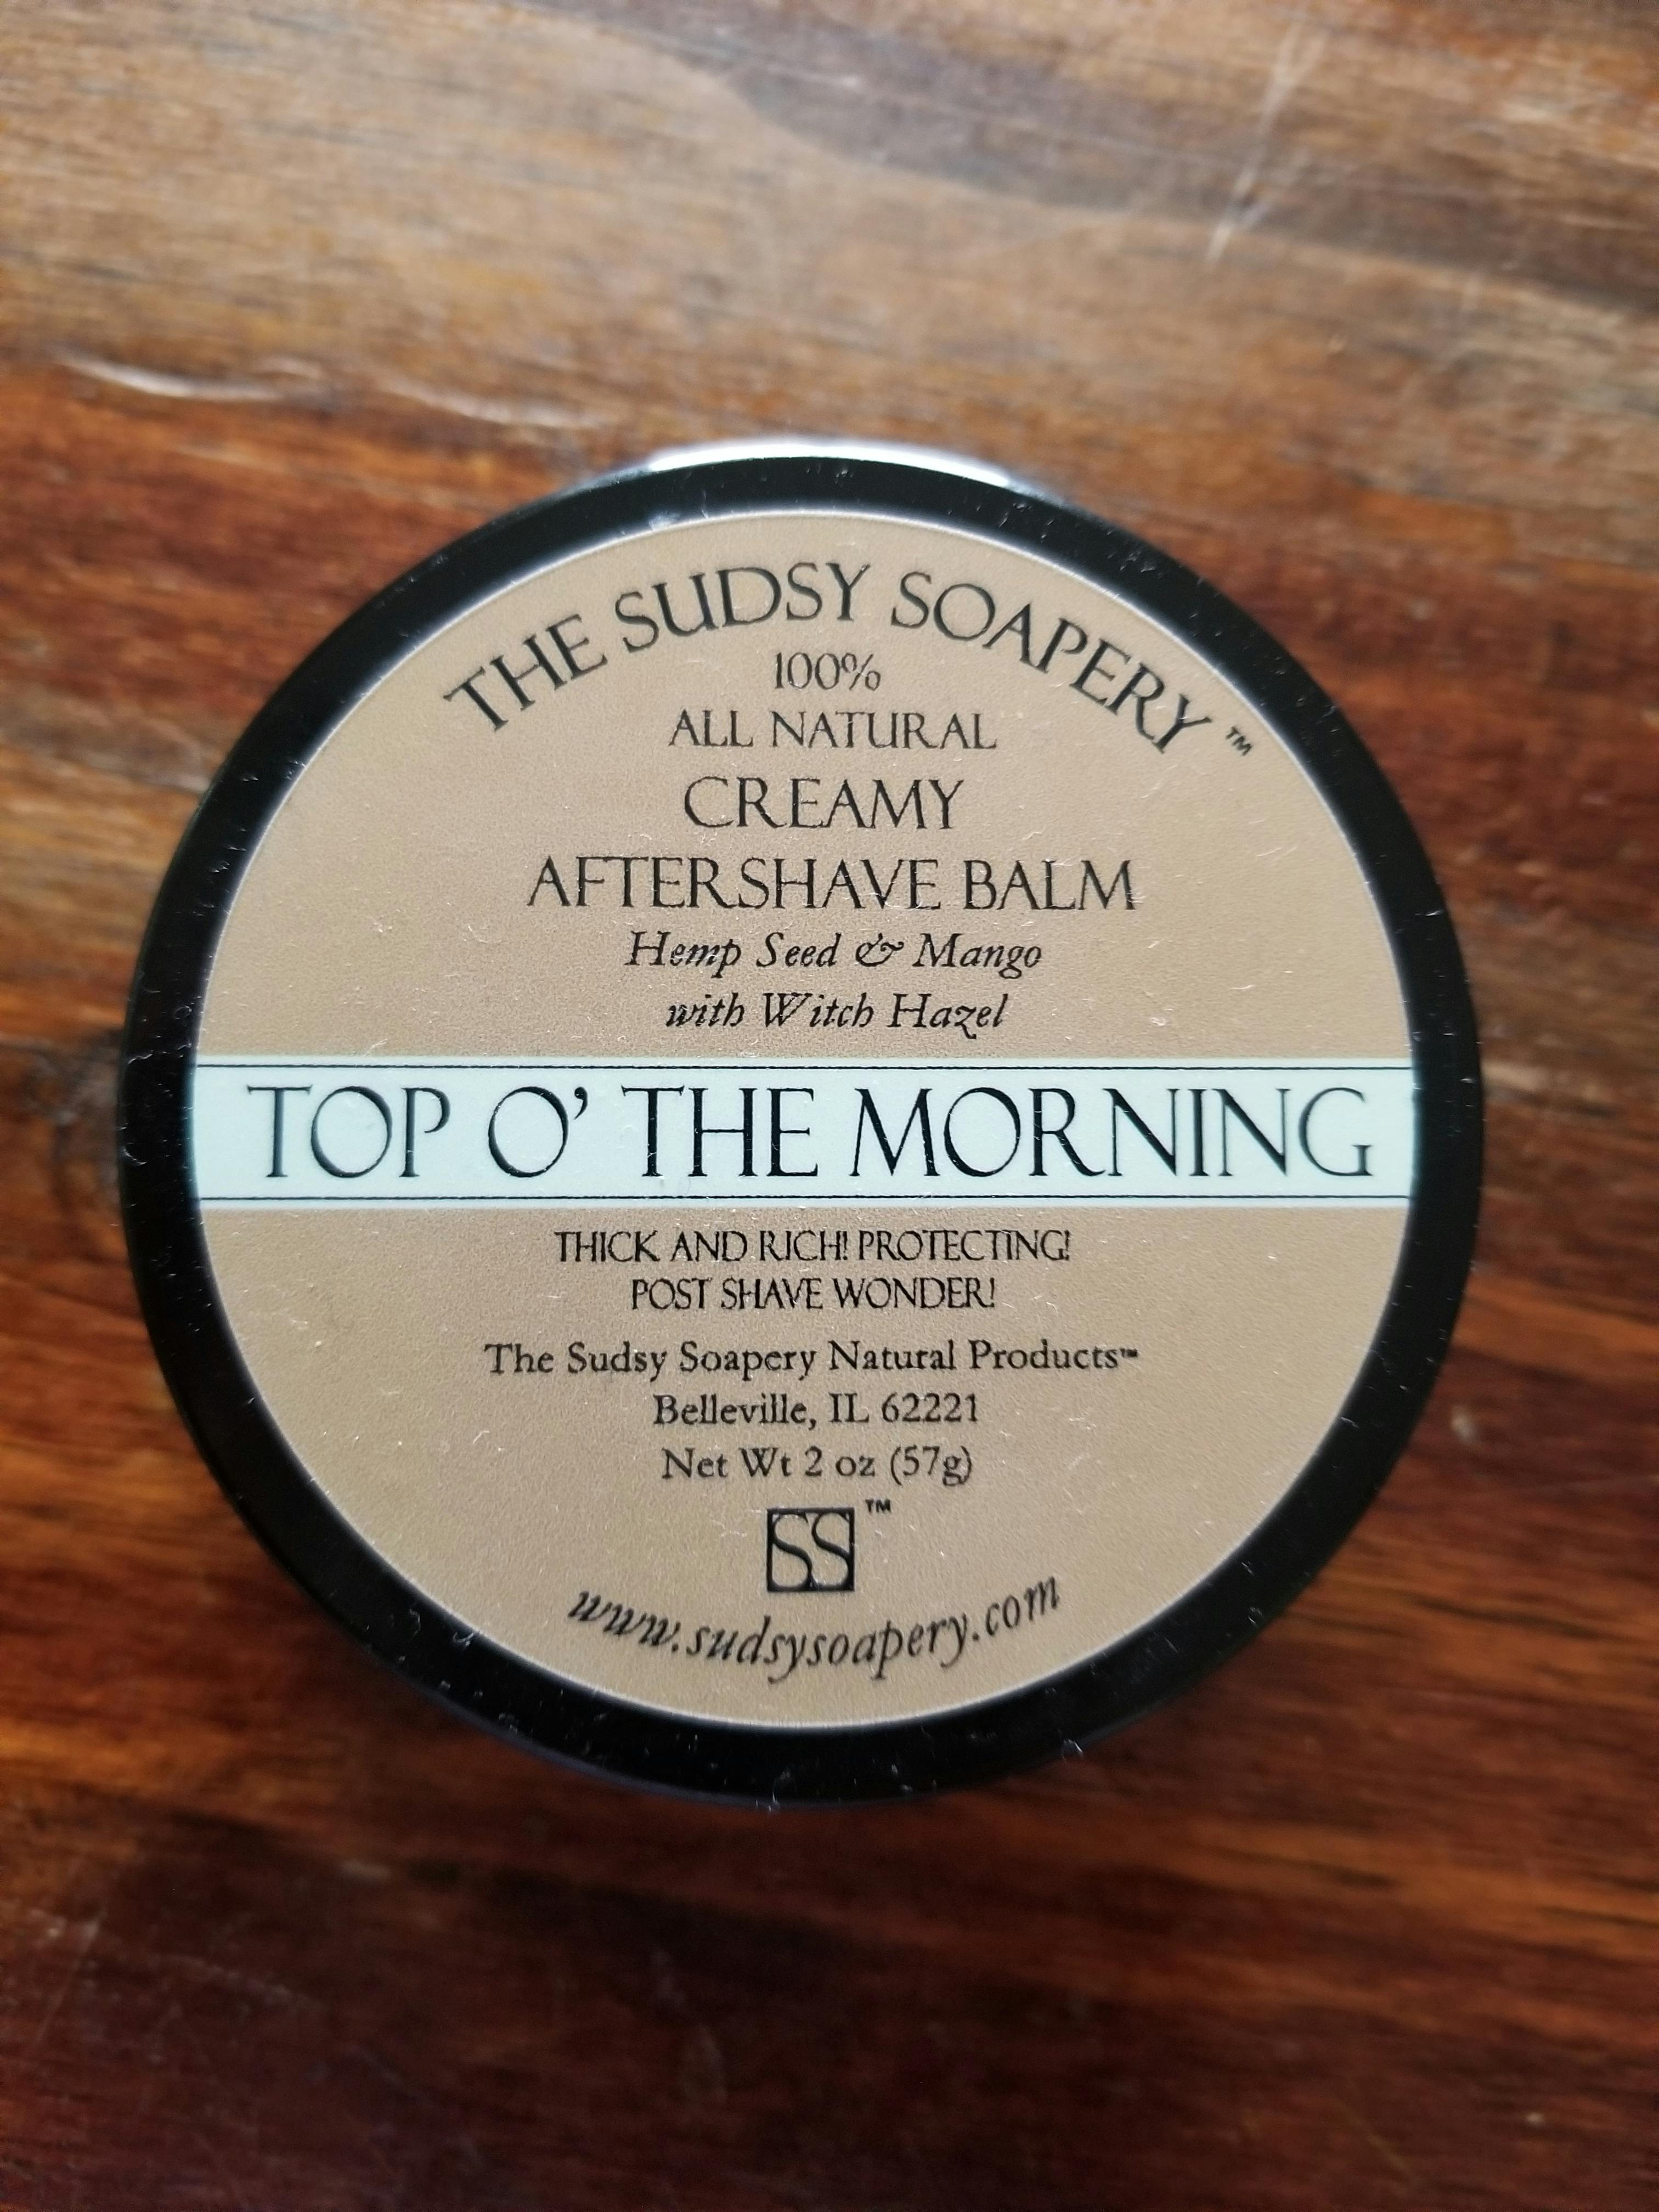 THE SUDSY SOAPERY™
100%
ALL NATURAL
CREAMY
AFTERSHAVE BALM
Hemp Seed & Mango
with Witch Hazel
TOP O' THE MORNING
THICK AND RICH! PROTECTING!
POST SHAVE WONDER!
The Sudsy Soapery Natural Products™
Belleville, IL 62221
Net Wt 2 oz (57g)
SS™
www.sudsysoapery.com